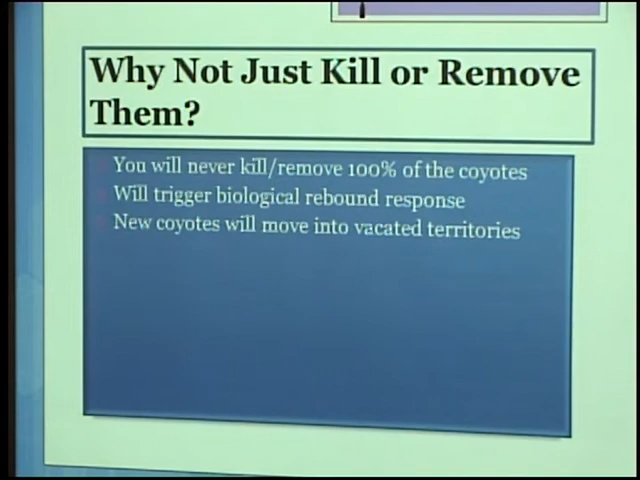 Why Not Just Kill or Remove
Them?
You will never kill/remove 100% of the coyotes
Will trigger biological rebound response
New coyotes will move into vacated territories